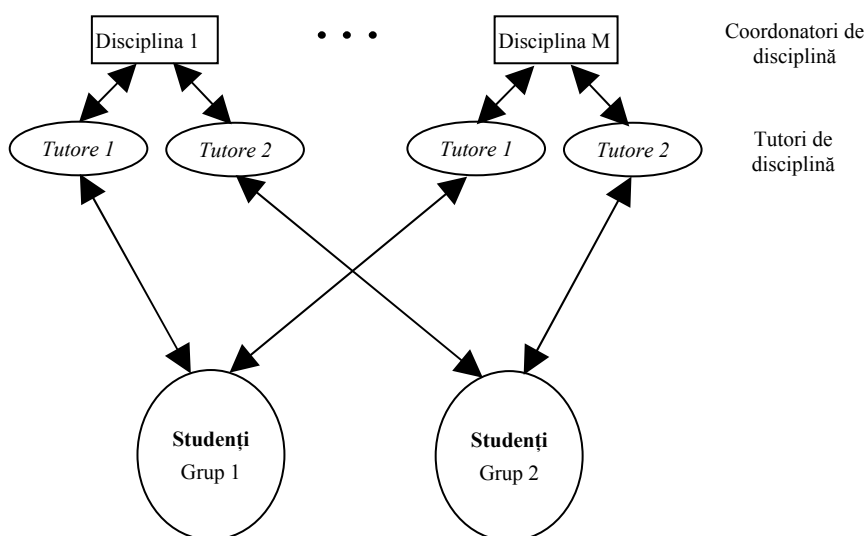 Disciplina 1
• • •
Disciplina M
Coordonatori de
disciplină
Tutore 1
Tutore 2
Tutore 1
Tutore 2
Tutori de
disciplină
Studenți
Grup 1
Studenți
Grup 2